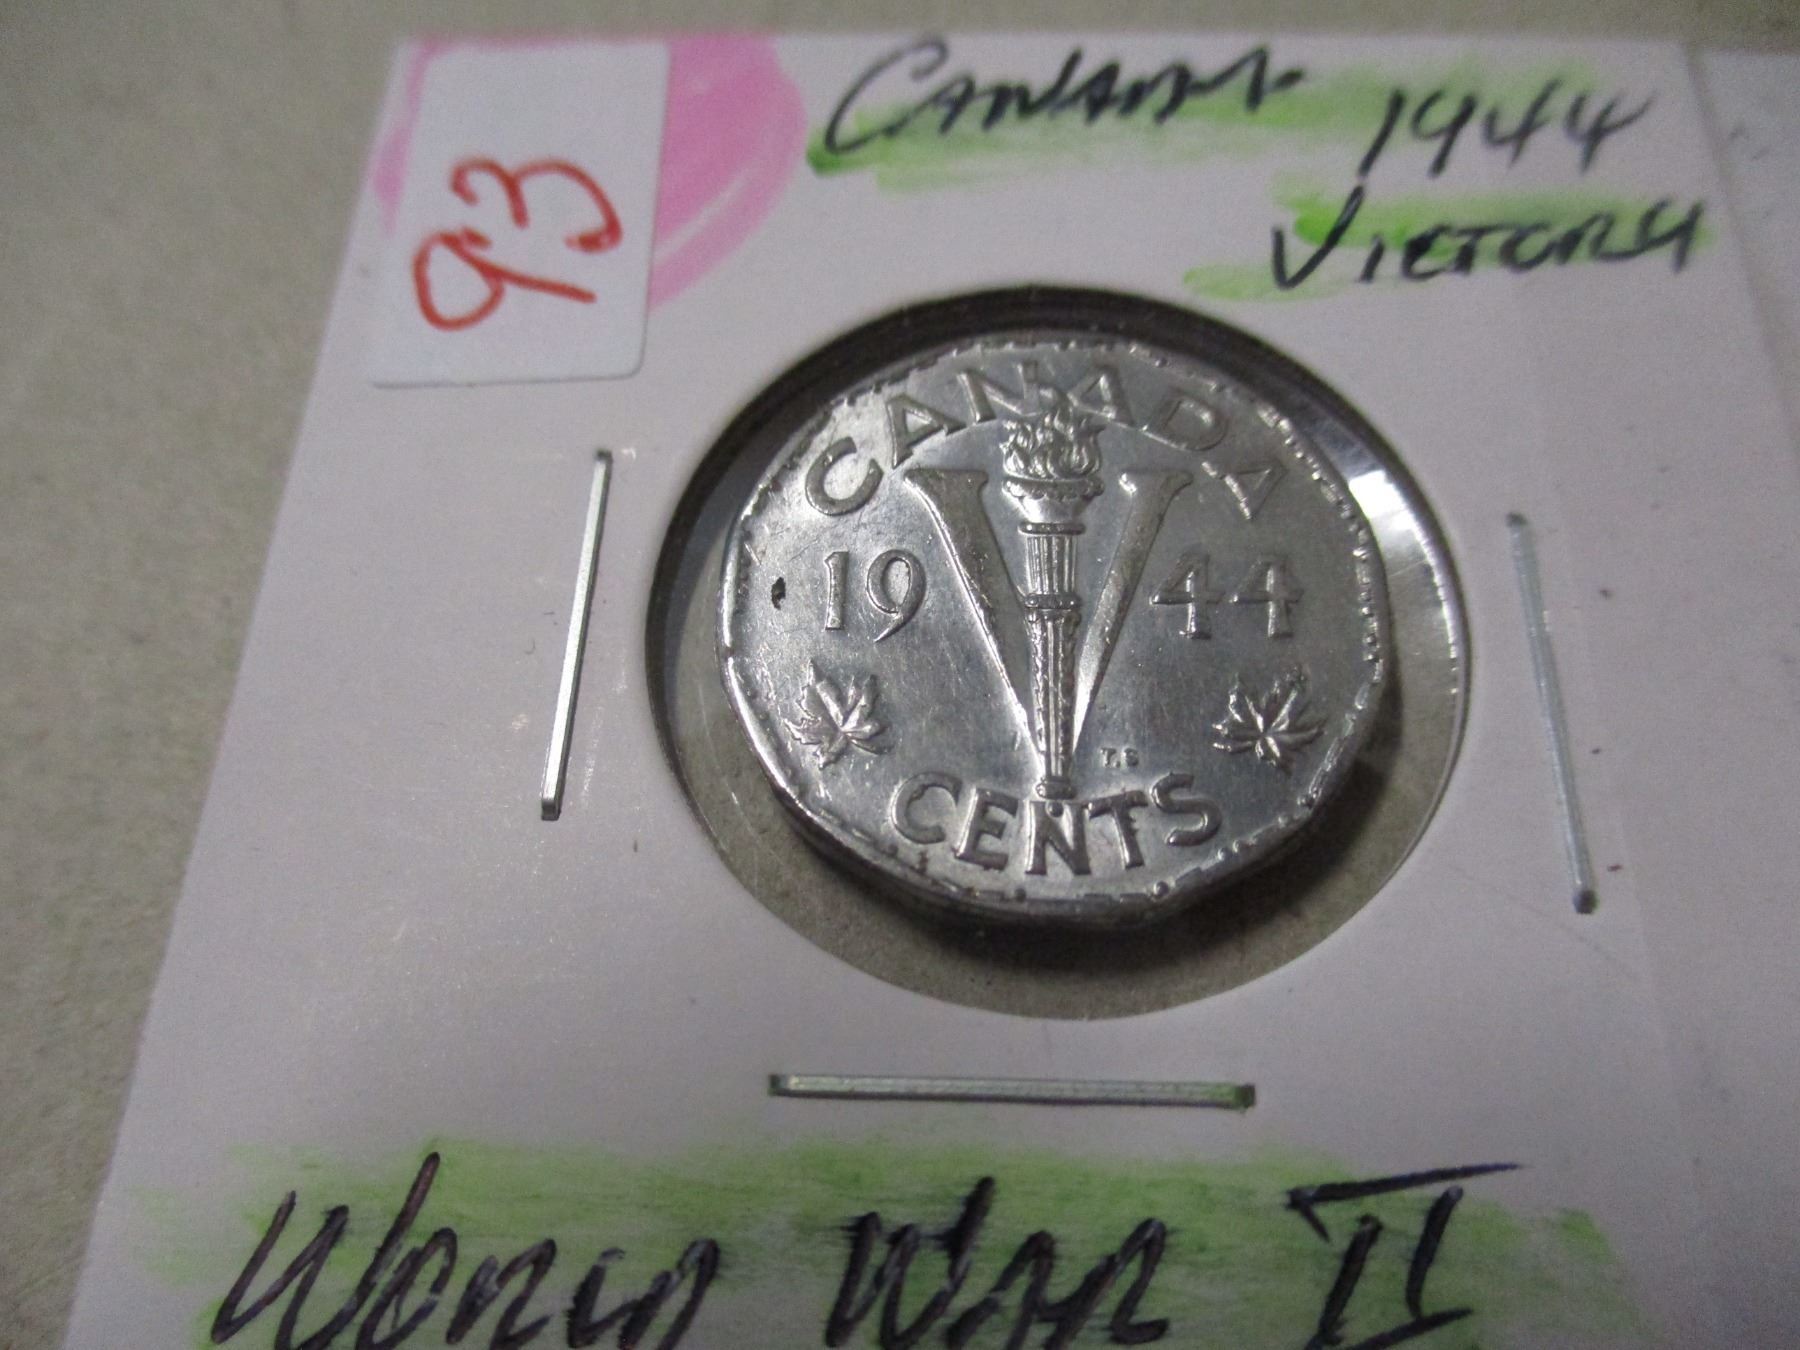 93
CANADA
1944
VICTORY
CANADA
19 V 44
T.S
CENTS
WORLD WAR II